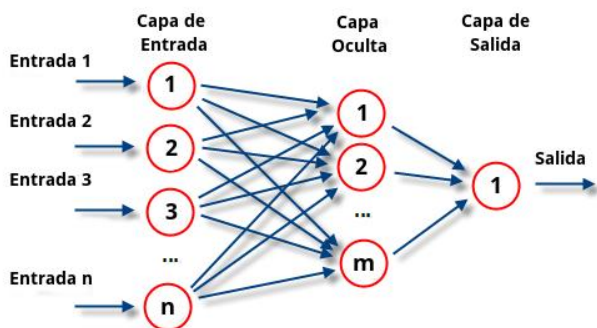 Capa de
Entrada
Capa
Oculta
Capa de
Salida
Entrada 1
1
Entrada 2
2
Entrada 3
3
...
Entrada n
n
1
2
...
m
1
Salida